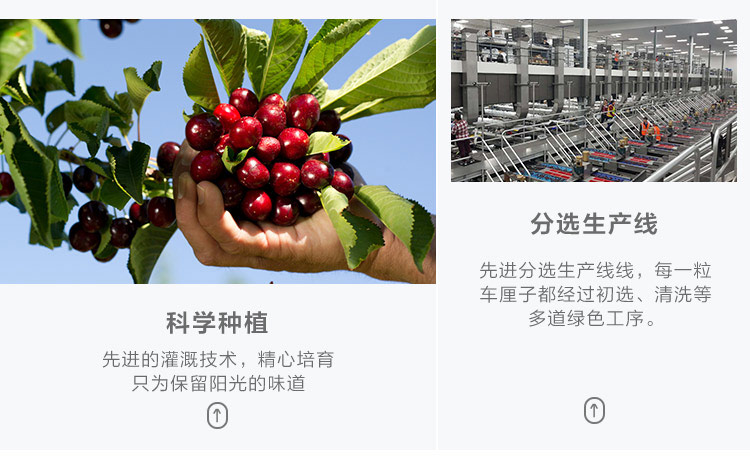 科学种植
先进的灌溉技术，精心培育
只为保留阳光的味道
分选生产线
先进分选生产线线，每一粒
车厘子都经过初选、清洗等
多道绿色工序。